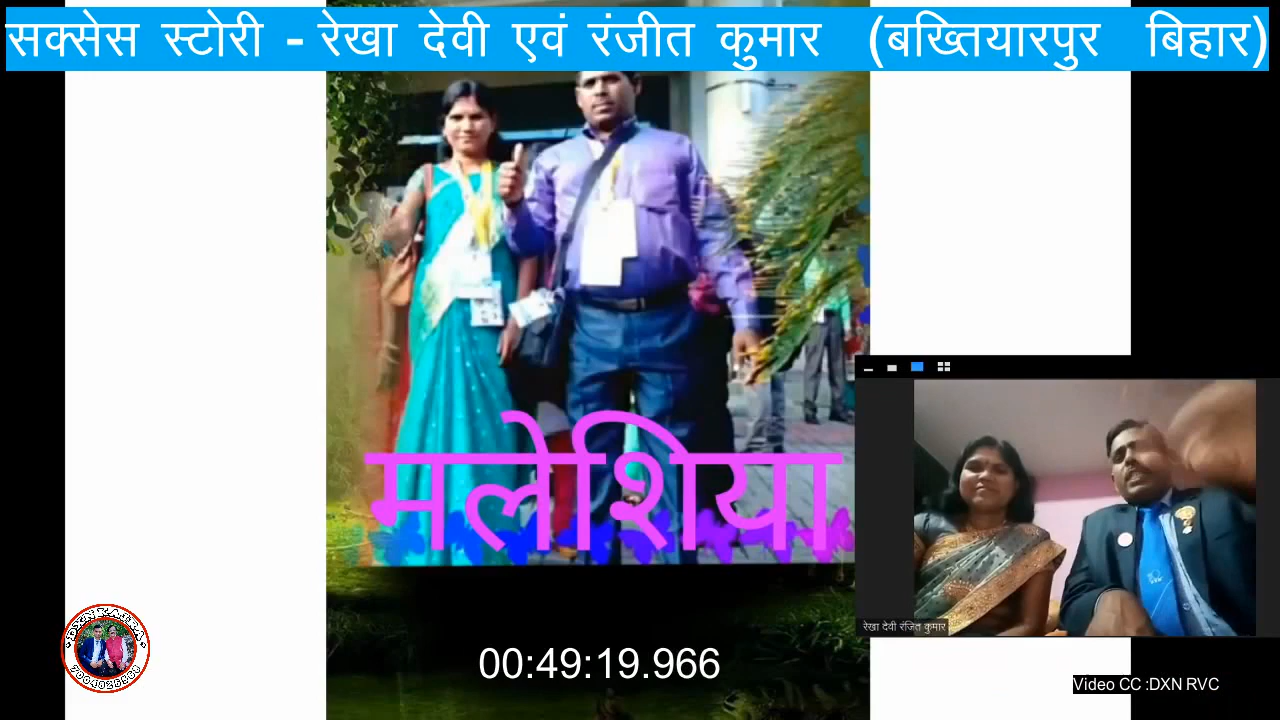 सक्सेस स्टोरी - रेखा देवी एवं रंजीत कुमार (बख्तियारपुर बिहार)
मलेशिया
रेखा देवी रंजित कुमार
00:49:19.966
Video CC :DXN RVC